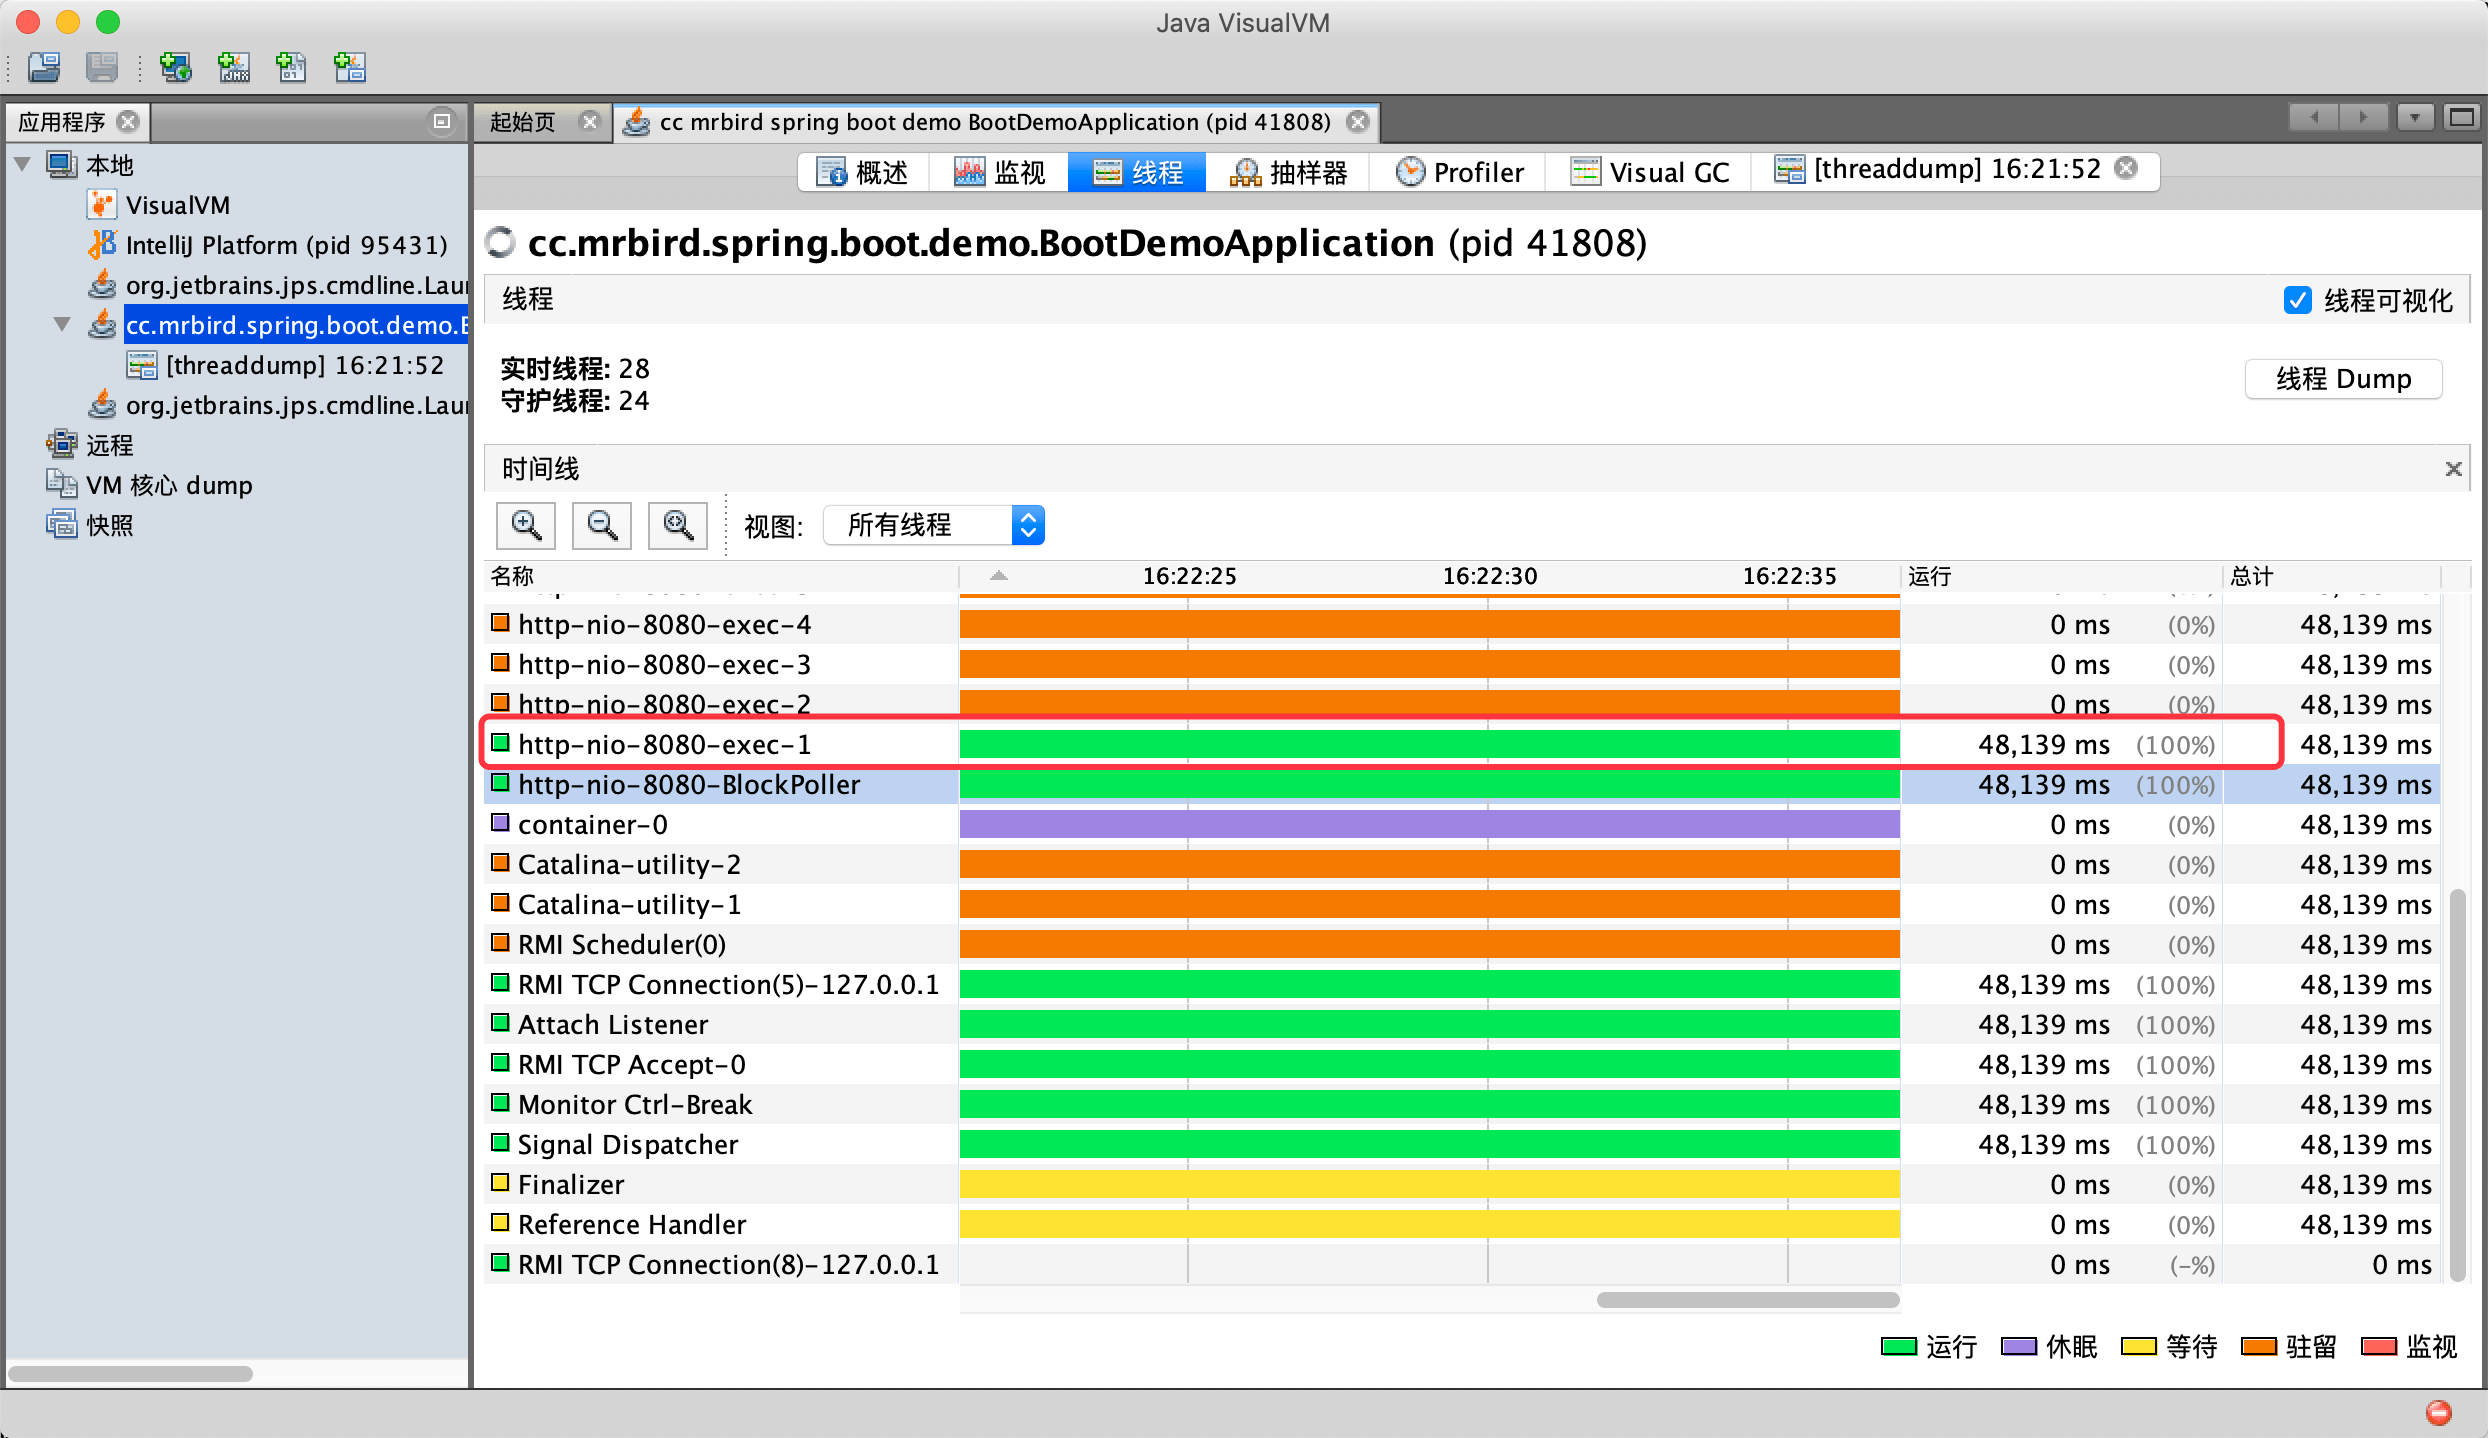 Java VisualVM
应用程序
起始页
cc mrbird spring boot demo BootDemoApplication (pid 41808)
本地
VisualVM
IntelliJ Platform (pid 95431)
org.jetbrains.jps.cmdline.Lau
cc.mrbird.spring.boot.demo.
[threaddump] 16:21:52
org.jetbrains.jps.cmdline.Lau
远程
VM 核心 dump
快照
概述 监视 线程 抽样器 Profiler Visual GC [threaddump] 16:21:52
cc.mrbird.spring.boot.demo.BootDemoApplication (pid 41808)
线程 线程可视化
实时线程: 28
守护线程: 24
线程 Dump
时间线
视图: 所有线程
名称 16:22:25 16:22:30 16:22:35 运行 总计
http-nio-8080-exec-4 0 ms (0%) 48,139 ms
http-nio-8080-exec-3 0 ms (0%) 48,139 ms
http-nio-8080-exec-2 0 ms (0%) 48,139 ms
http-nio-8080-exec-1 48,139 ms (100%) 48,139 ms
http-nio-8080-BlockPoller 48,139 ms (100%) 48,139 ms
container-0 0 ms (0%) 48,139 ms
Catalina-utility-2 0 ms (0%) 48,139 ms
Catalina-utility-1 0 ms (0%) 48,139 ms
RMI Scheduler(0) 0 ms (0%) 48,139 ms
RMI TCP Connection(5)-127.0.0.1 48,139 ms (100%) 48,139 ms
Attach Listener 48,139 ms (100%) 48,139 ms
RMI TCP Accept-0 48,139 ms (100%) 48,139 ms
Monitor Ctrl-Break 48,139 ms (100%) 48,139 ms
Signal Dispatcher 48,139 ms (100%) 48,139 ms
Finalizer 0 ms (0%) 48,139 ms
Reference Handler 0 ms (0%) 48,139 ms
RMI TCP Connection(8)-127.0.0.1 0 ms (-%) 0 ms
运行 休眠 等待 驻留 监视